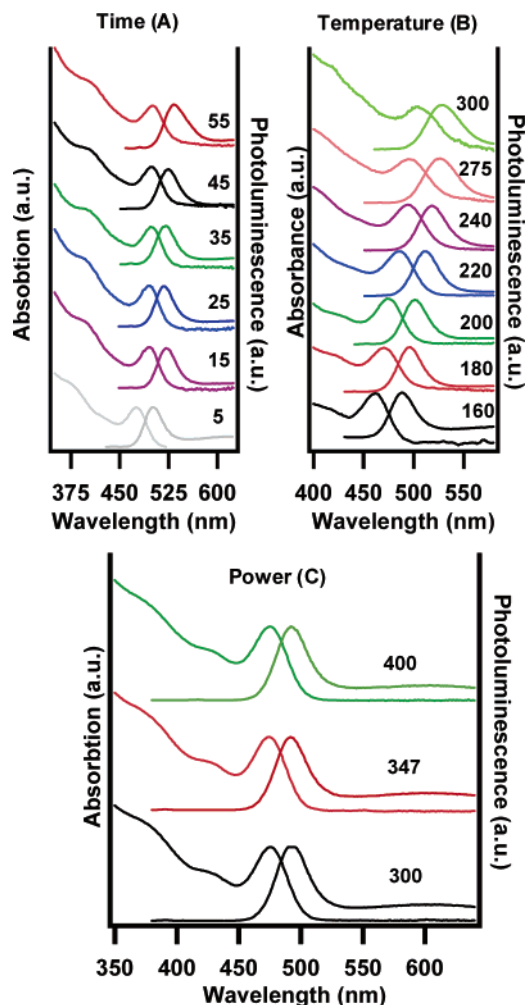 Time (A)
Absobtion (a.u.)
55
45
35
25
15
5
Photoluminescence (a.u.)
375 450 525 600
Wavelength (nm)
Temperature (B)
Absorbance (a.u.)
300
275
240
220
200
180
160
Photoluminescence (a.u.)
400 450 500 550
Wavelength (nm)
Power (C)
Absorbtion (a.u.)
400
347
300
Photoluminescence (a.u.)
350 400 450 500 550 600
Wavelength (nm)